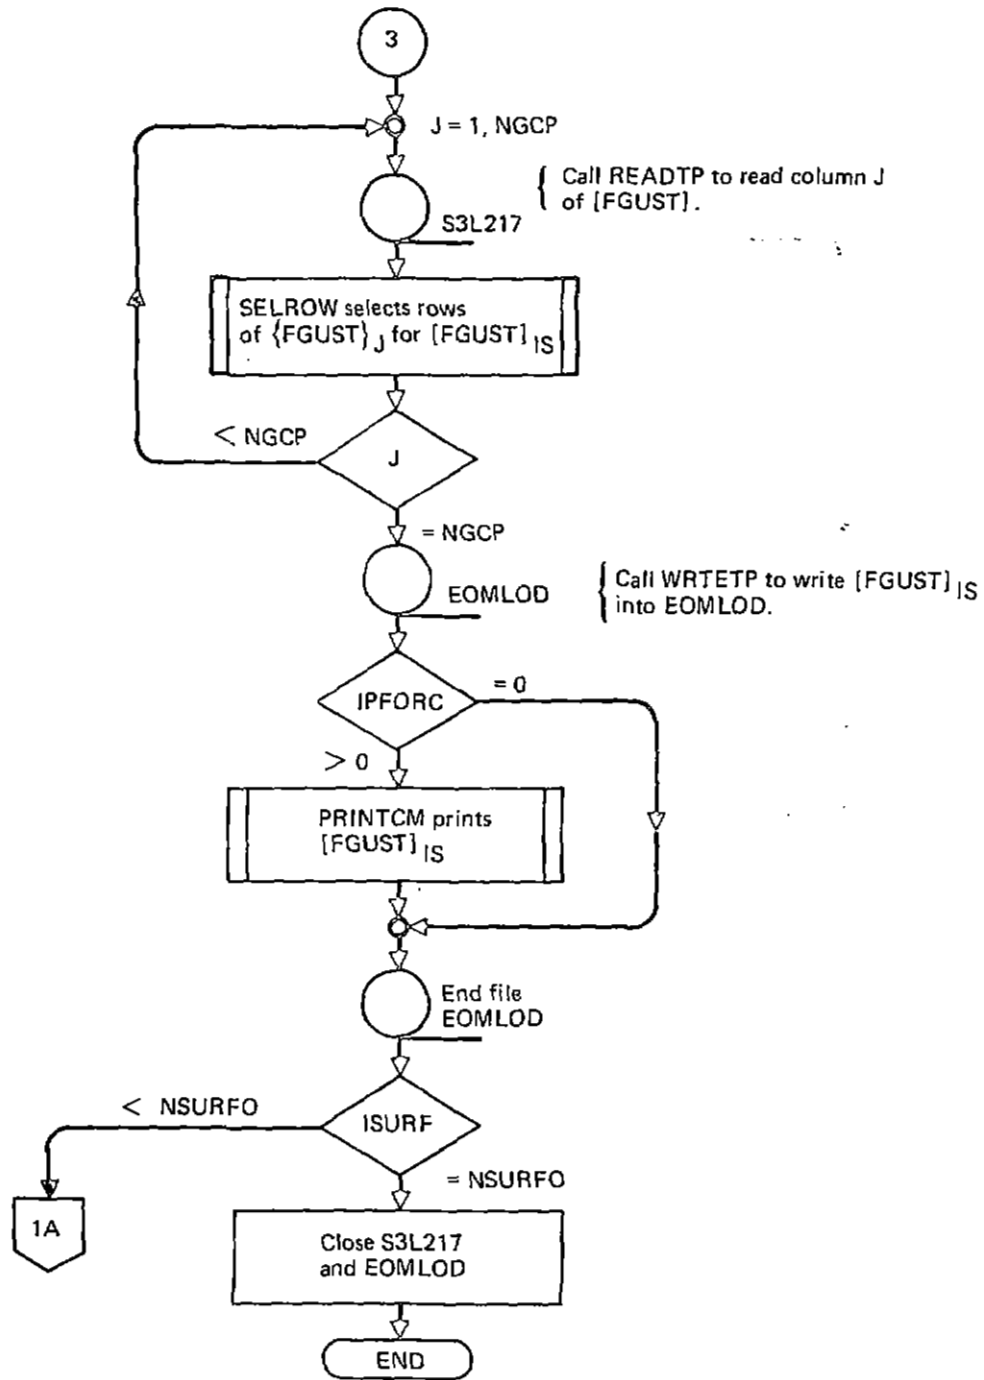 3
J = 1, NGCP
Call READTP to read column J
of [FGUST].
S3L217
SELROW selects rows
of {FGUST}J for [FGUST]IS
< NGCP
J
= NGCP
EOMLOD
Call WRTETP to write [FGUST]IS
into EOMLOD.
IPFORC
= 0
> 0
PRINTCM prints
[FGUST]IS
End file
EOMLOD
< NSURFO
ISURF
= NSURFO
1A
Close S3L217
and EOMLOD
END